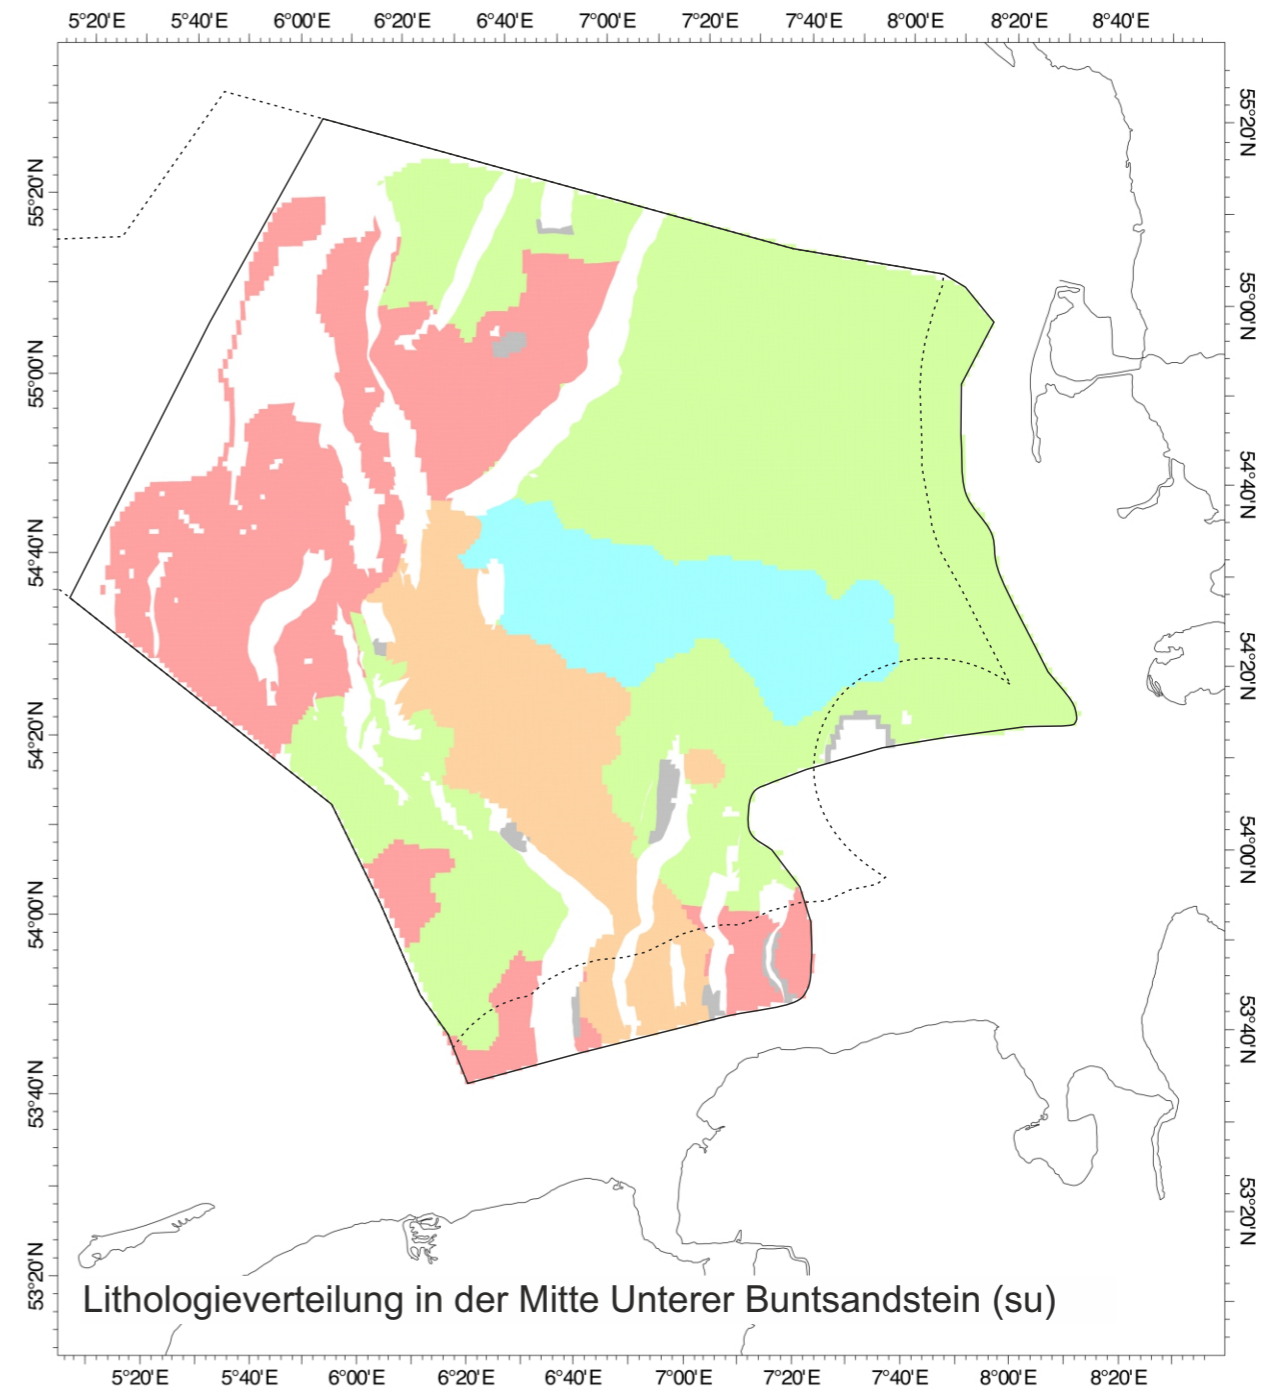 5°20'E 5°40'E 6°00'E 6°20'E 6°40'E 7°00'E 7°20'E 7°40'E 8°00'E 8°20'E 8°40'E
55°20'N
55°00'N
54°40'N
54°20'N
54°00'N
53°40'N
53°20'N
55°20'N
55°00'N
54°40'N
54°20'N
54°00'N
53°40'N
53°20'N
Lithologieverteilung in der Mitte Unterer Buntsandstein (su)
5°20'E 5°40'E 6°00'E 6°20'E 6°40'E 7°00'E 7°20'E 7°40'E 8°00'E 8°20'E